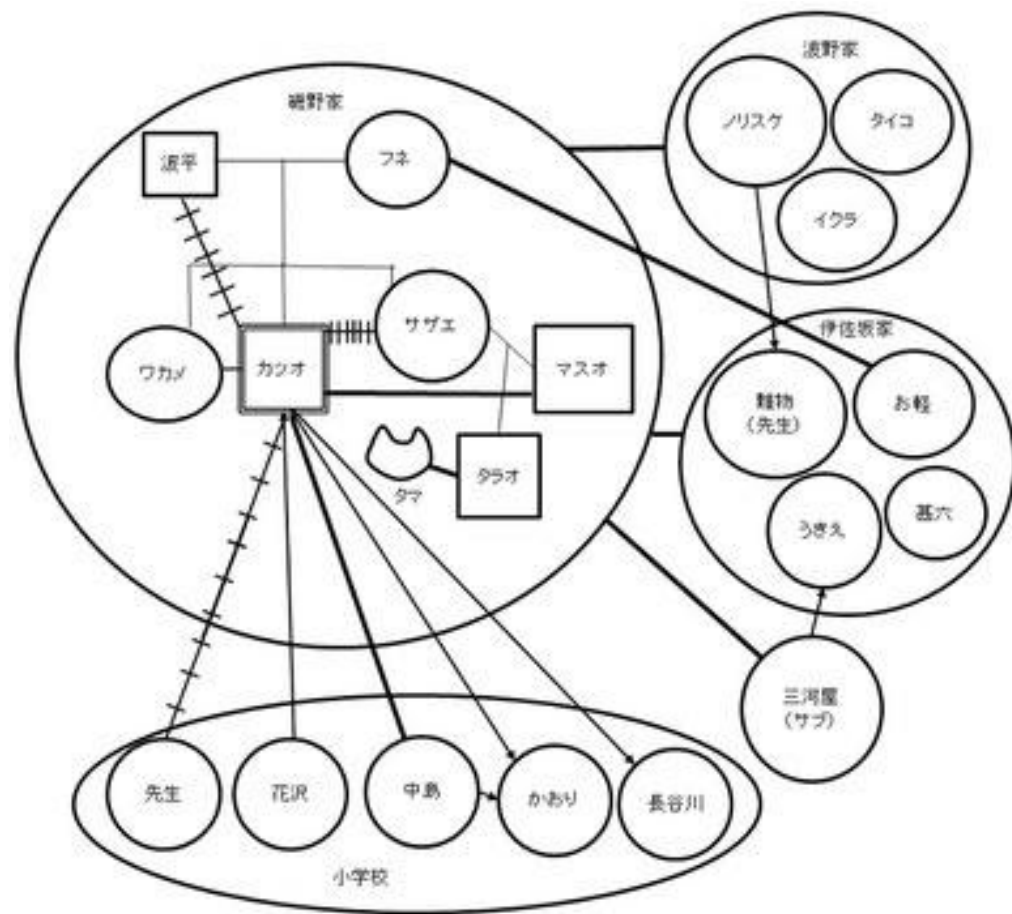 波野家
ノリスケ
タイコ
イクラ
磯野家
波平
フネ
サザエ
ワカメ
カツオ
マスオ
タマ
タラオ
伊佐坂家
難物
(先生)
お軽
うきえ
甚六
三河屋
(サブ)
先生
花沢
中島
かおり
長谷川
小学校